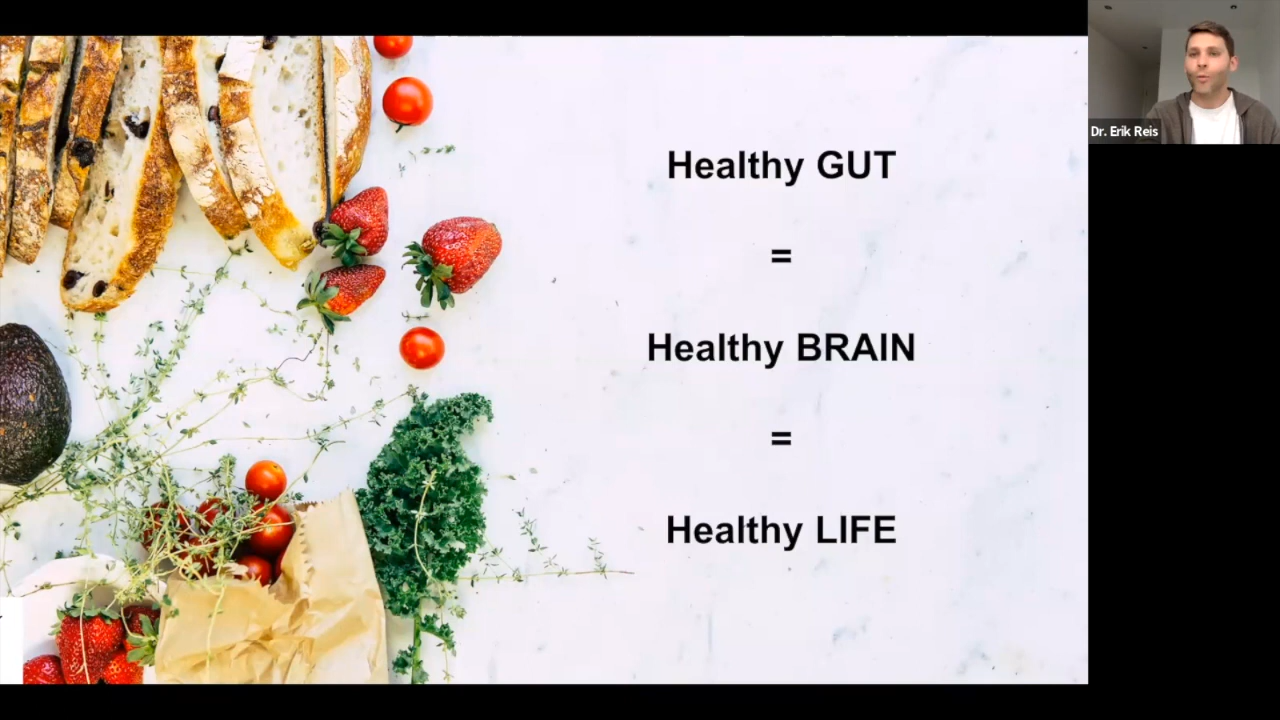 Healthy GUT
=
Healthy BRAIN
=
Healthy LIFE
Dr. Erik Reis